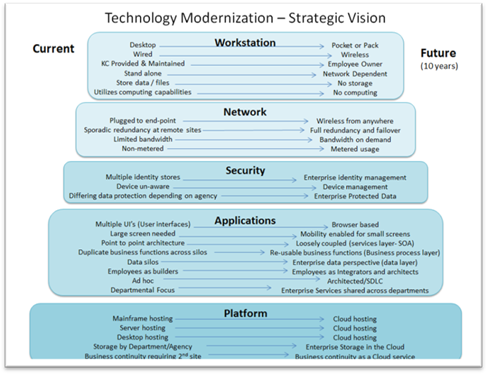 Technology Modernization – Strategic Vision
Current
Future
(10 years)
Workstation
Desktop Pocket or Pack
Wired Wireless
KC Provided & Maintained Employee Owner
Stand alone Network Dependent
Store data / files No storage
Utilizes computing capabilities No computing
Network
Plugged to end-point Wireless from anywhere
Sporadic redundancy at remote sites Full redundancy and failover
Limited bandwidth Bandwidth on demand
Non-metered Metered usage
Security
Multiple identity stores Enterprise identity management
Device un-aware Device management
Differing data protection depending on agency Enterprise Protected Data
Applications
Multiple UI's (User interfaces) Browser based
Large screen needed Mobility enabled for small screens
Point to point architecture Loosely coupled (services layer- SOA)
Duplicate business functions across silos Re-usable business functions (Business process layer)
Data silos Enterprise data perspective (data layer)
Employees as builders Employees as Integrators and architects
Ad hoc Architected/SDLC
Departmental Focus Enterprise Services shared across departments
Platform
Mainframe hosting Cloud hosting
Server hosting Cloud hosting
Desktop hosting Cloud hosting
Storage by Department/Agency Enterprise Storage in the Cloud
Business continuity requiring 2nd site Business continuity as a Cloud service